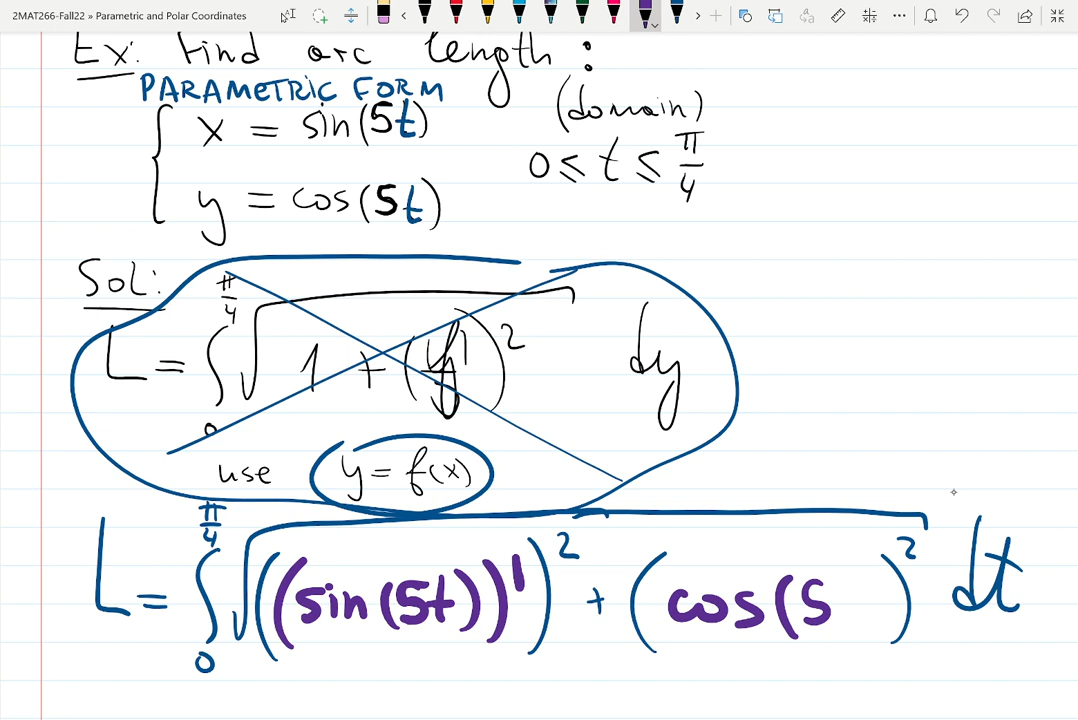 2MAT266-Fall22 » Parametric and Polar Coordinates
Ex: Find arc length:
PARAMETRIC FORM
(domain)
x = sin(5t)
0 ≤ t ≤ π/4
y = cos(5t)
Sol:
L = ∫₀^(π/4) √(1 + ( )²) dy
use y = f(x)
L = ∫₀^(π/4) √(((sin(5t))')² + (cos(5 )²) dt